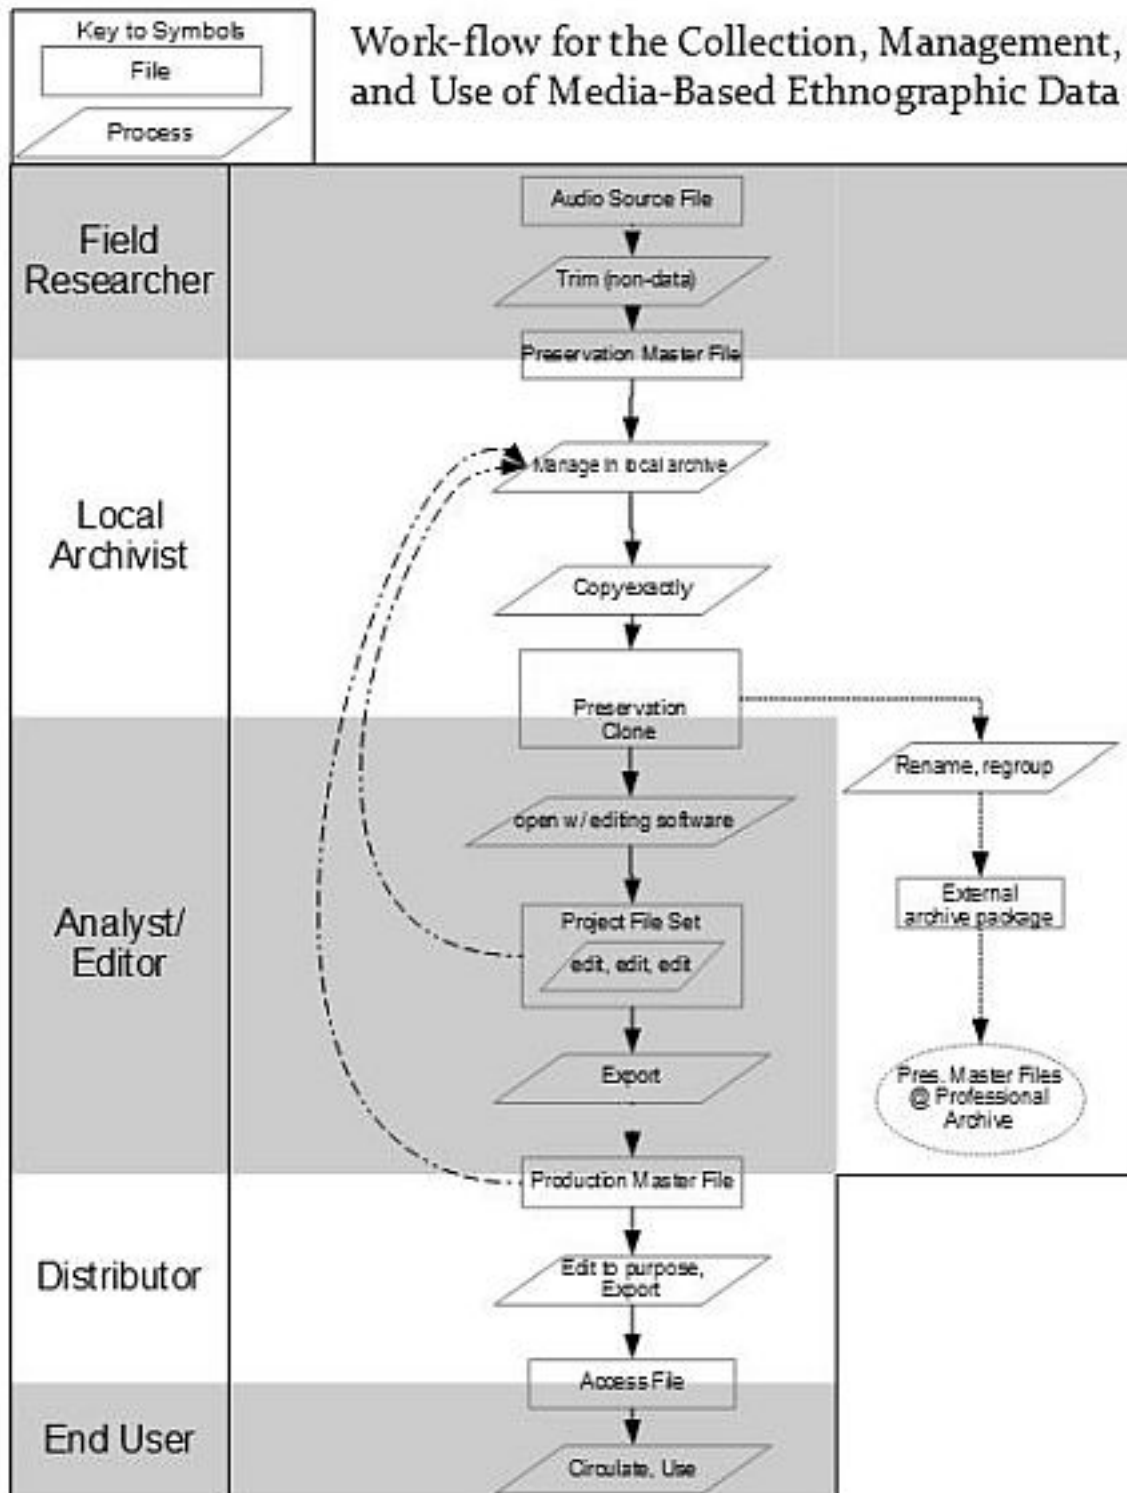 Key to Symbols
File
Process
Work-flow for the Collection, Management,
and Use of Media-Based Ethnographic Data
Field
Researcher
Audio Source File
Trim (non-data)
Preservation Master File
Local
Archivist
Manage in local archive
Copy exactly
Preservation
Clone
Rename, regroup
External
archive package
Pres. Master Files
@ Professional
Archive
Analyst/
Editor
open w/ editing software
Project File Set
edit, edit, edit
Export
Production Master File
Distributor
Edit to purpose,
Export
Access File
End User
Circulate, Use